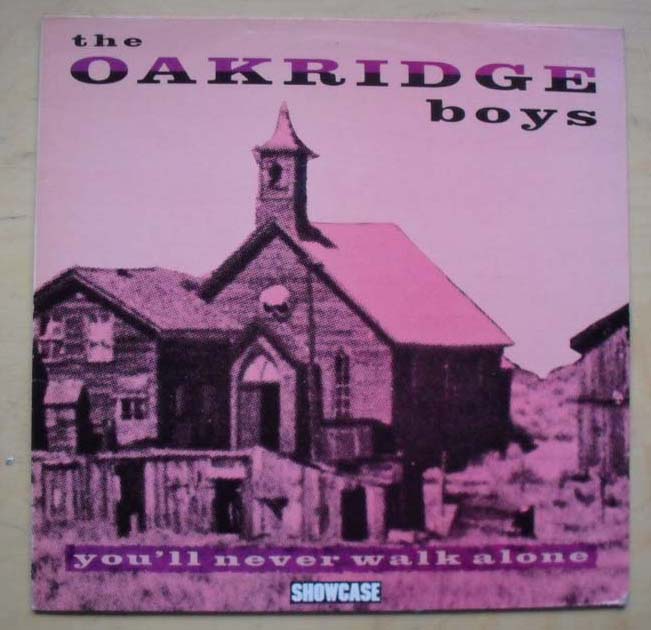 the
OAKRIDGE
boys
you'll never walk alone
SHOWCASE